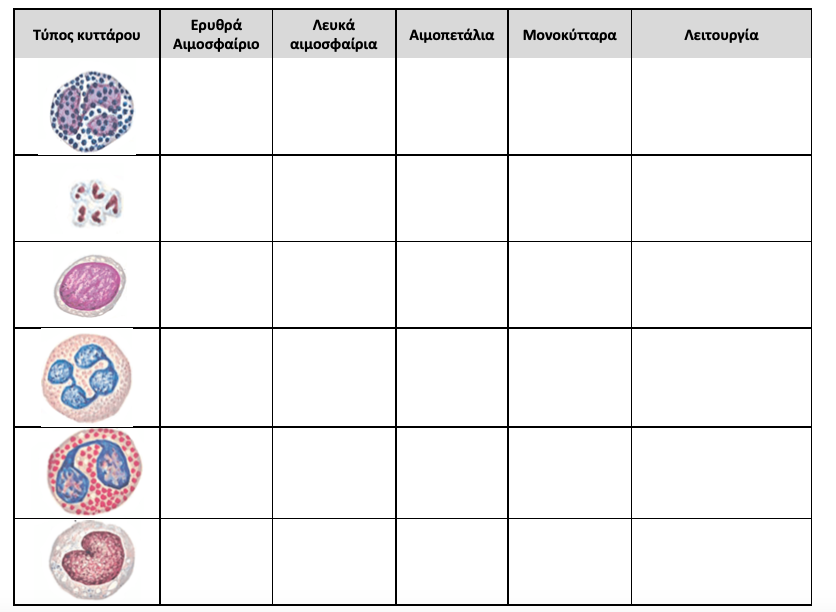 Τύπος κυττάρου
Ερυθρά
Αιμοσφαίριο
Λευκά
αιμοσφαίρια
Αιμοπετάλια
Μονοκύτταρα
Λειτουργία